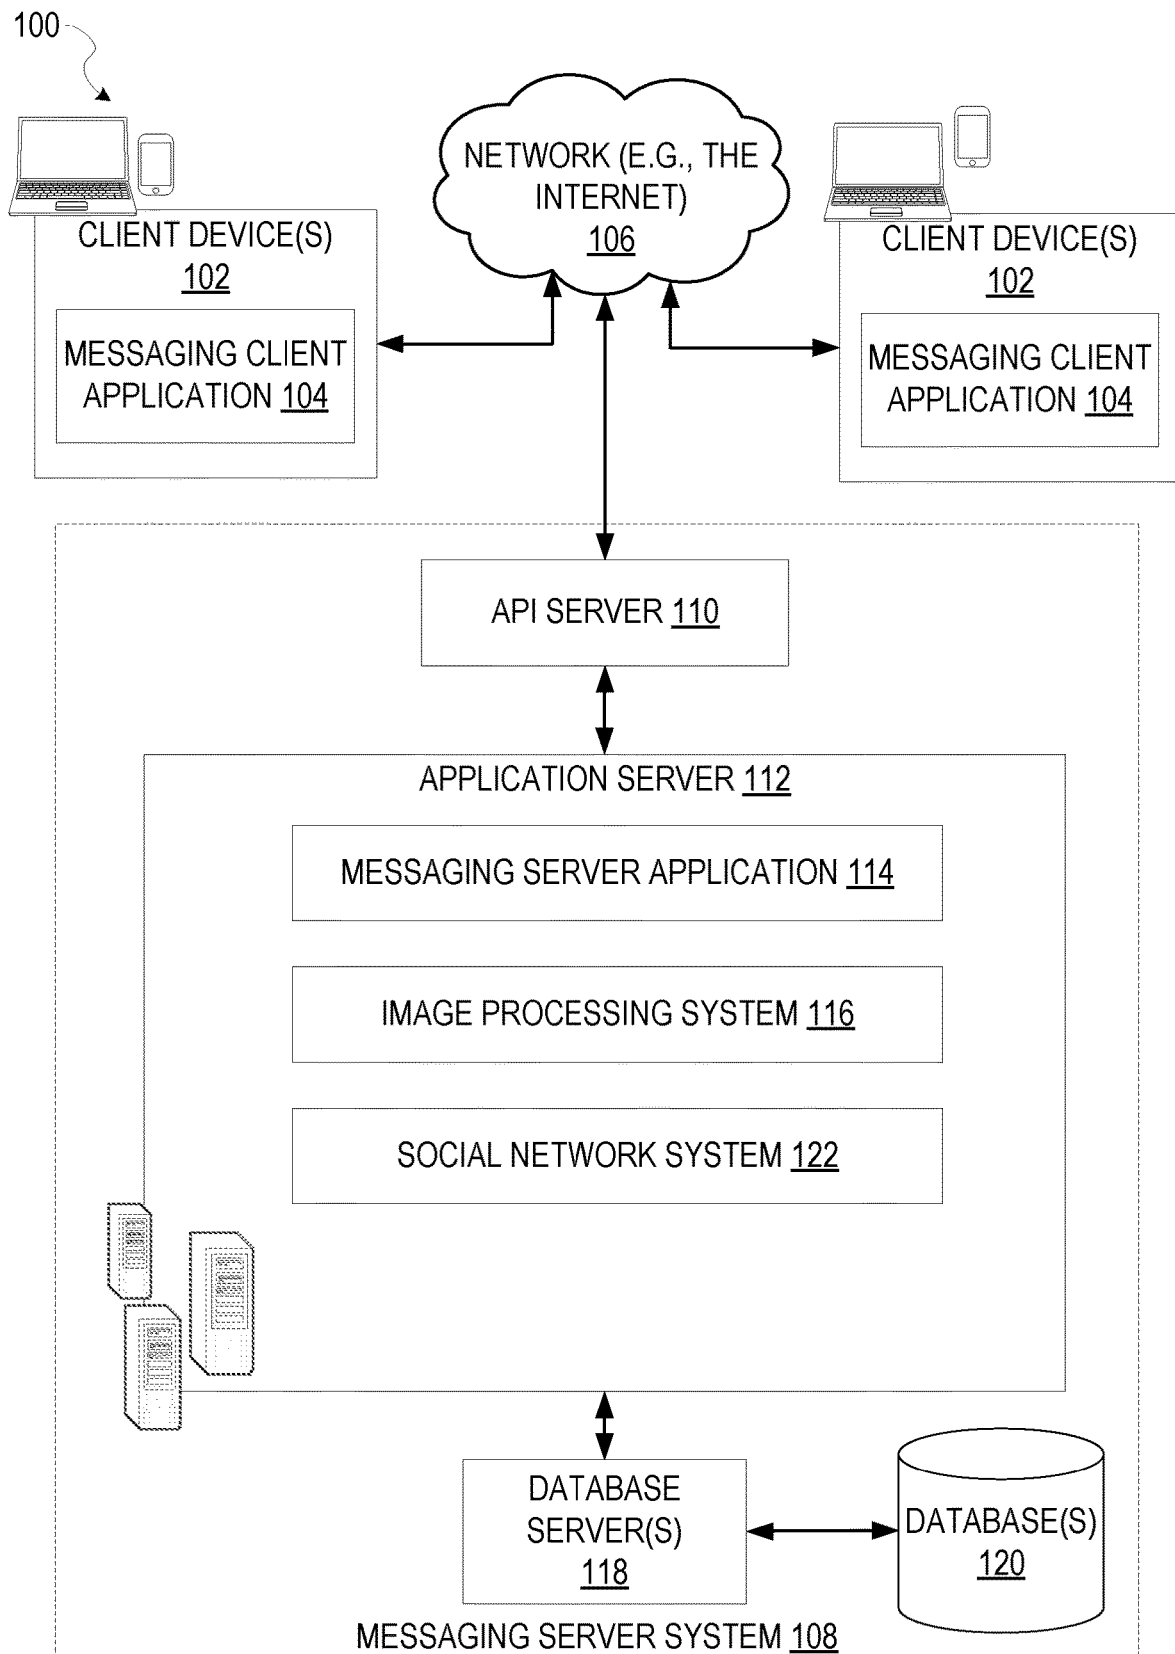 100
NETWORK (E.G., THE
INTERNET)
106
CLIENT DEVICE(S)
102
MESSAGING CLIENT
APPLICATION 104
CLIENT DEVICE(S)
102
MESSAGING CLIENT
APPLICATION 104
API SERVER 110
APPLICATION SERVER 112
MESSAGING SERVER APPLICATION 114
IMAGE PROCESSING SYSTEM 116
SOCIAL NETWORK SYSTEM 122
DATABASE
SERVER(S)
118
DATABASE(S)
120
MESSAGING SERVER SYSTEM 108